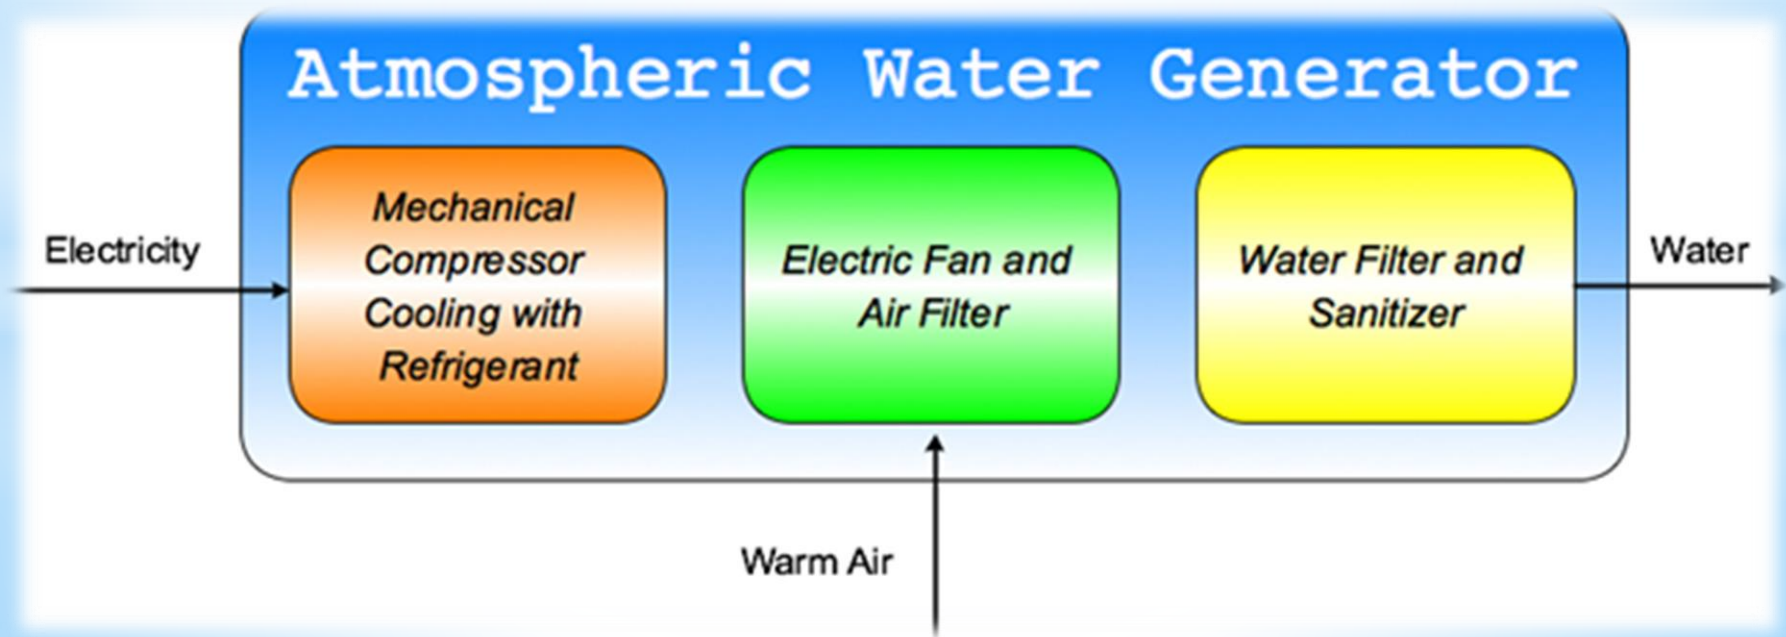 Atmospheric Water Generator
Electricity
Mechanical
Compressor
Cooling with
Refrigerant
Electric Fan and
Air Filter
Water Filter and
Sanitizer
Water
Warm Air